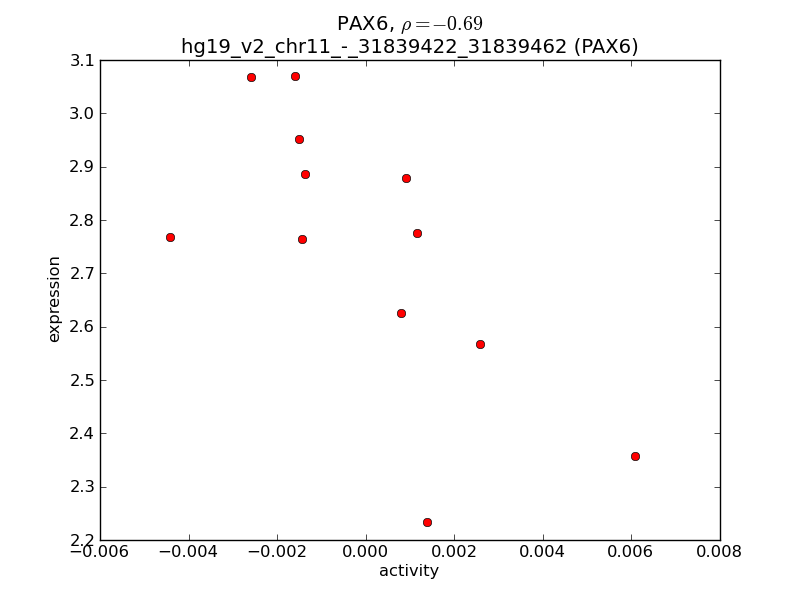 PAX6, ρ=−0.69
hg19_v2_chr11_-_31839422_31839462 (PAX6)
3.1
3.0
2.9
2.8
2.7
2.6
2.5
2.4
2.3
2.2
expression
−0.006 −0.004 −0.002 0.000 0.002 0.004 0.006 0.008
activity